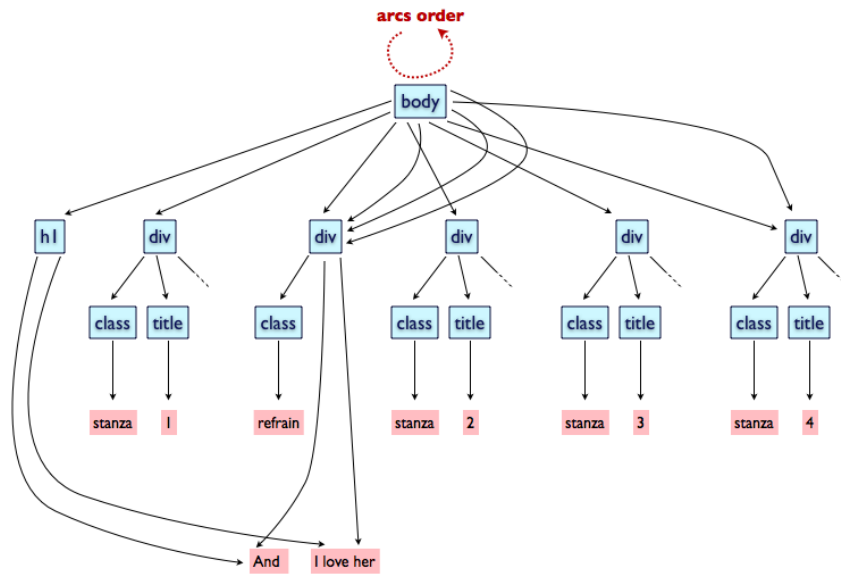 arcs order
body
h1
div
div
div
div
div
class
title
class
class
title
class
title
class
title
stanza
1
refrain
stanza
2
stanza
3
stanza
4
And
I love her